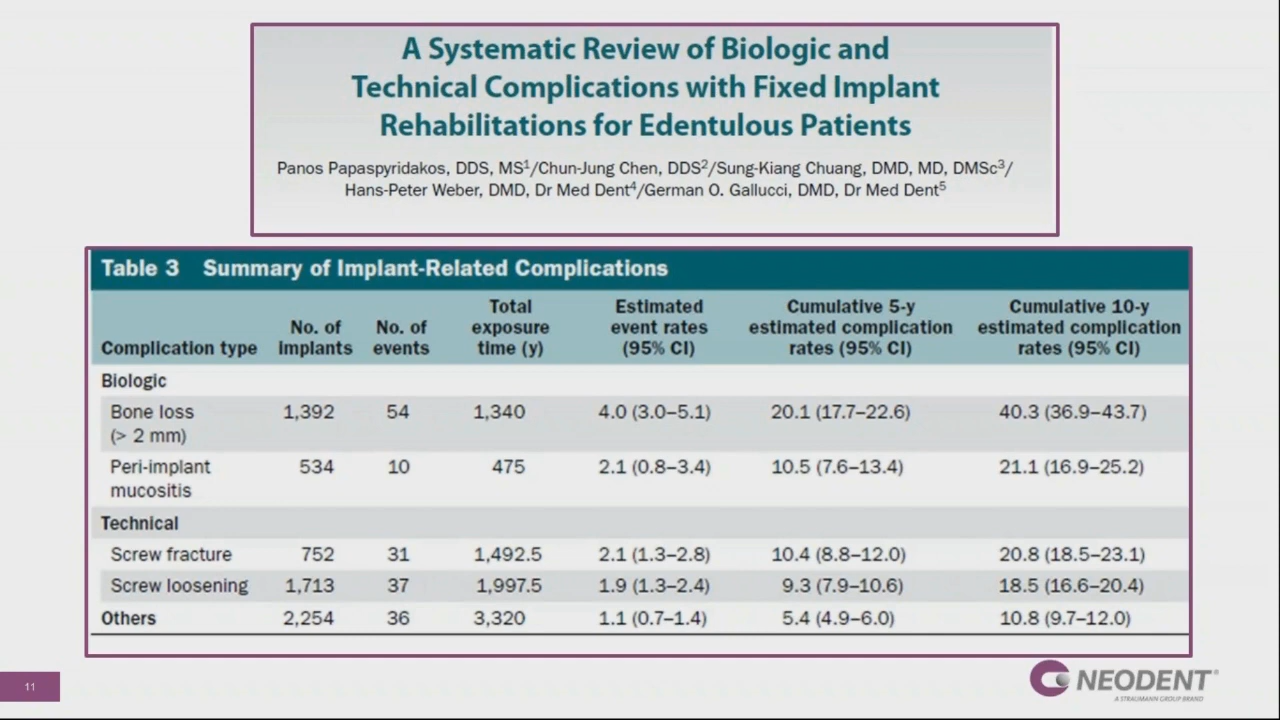 A Systematic Review of Biologic and
Technical Complications with Fixed Implant
Rehabilitations for Edentulous Patients
Panos Papaspyridakos, DDS, MS1/Chun-Jung Chen, DDS2/Sung-Kiang Chuang, DMD, MD, DMSc3/
Hans-Peter Weber, DMD, Dr Med Dent4/German O. Gallucci, DMD, Dr Med Dent5
Table 3 Summary of Implant-Related Complications
Complication type No. of implants No. of events Total exposure time (y) Estimated event rates (95% CI) Cumulative 5-y estimated complication rates (95% CI) Cumulative 10-y estimated complication rates (95% CI)
Biologic
Bone loss (> 2 mm) 1,392 54 1,340 4.0 (3.0–5.1) 20.1 (17.7–22.6) 40.3 (36.9–43.7)
Peri-implant mucositis 534 10 475 2.1 (0.8–3.4) 10.5 (7.6–13.4) 21.1 (16.9–25.2)
Technical
Screw fracture 752 31 1,492.5 2.1 (1.3–2.8) 10.4 (8.8–12.0) 20.8 (18.5–23.1)
Screw loosening 1,713 37 1,997.5 1.9 (1.3–2.4) 9.3 (7.9–10.6) 18.5 (16.6–20.4)
Others 2,254 36 3,320 1.1 (0.7–1.4) 5.4 (4.9–6.0) 10.8 (9.7–12.0)
11
NEODENT®
A STRAUMANN GROUP BRAND